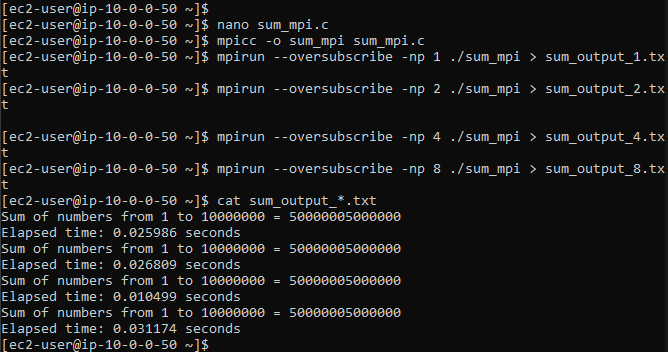 [ec2-user@ip-10-0-0-50 ~]$
[ec2-user@ip-10-0-0-50 ~]$ nano sum_mpi.c
[ec2-user@ip-10-0-0-50 ~]$ mpicc -o sum_mpi sum_mpi.c
[ec2-user@ip-10-0-0-50 ~]$ mpirun --oversubscribe -np 1 ./sum_mpi > sum_output_1.tx
t
[ec2-user@ip-10-0-0-50 ~]$ mpirun --oversubscribe -np 2 ./sum_mpi > sum_output_2.tx
t
[ec2-user@ip-10-0-0-50 ~]$ mpirun --oversubscribe -np 4 ./sum_mpi > sum_output_4.tx
t
[ec2-user@ip-10-0-0-50 ~]$ mpirun --oversubscribe -np 8 ./sum_mpi > sum_output_8.tx
t
[ec2-user@ip-10-0-0-50 ~]$ cat sum_output_*.txt
Sum of numbers from 1 to 10000000 = 50000005000000
Elapsed time: 0.025986 seconds
Sum of numbers from 1 to 10000000 = 50000005000000
Elapsed time: 0.026809 seconds
Sum of numbers from 1 to 10000000 = 50000005000000
Elapsed time: 0.010499 seconds
Sum of numbers from 1 to 10000000 = 50000005000000
Elapsed time: 0.031174 seconds
[ec2-user@ip-10-0-0-50 ~]$